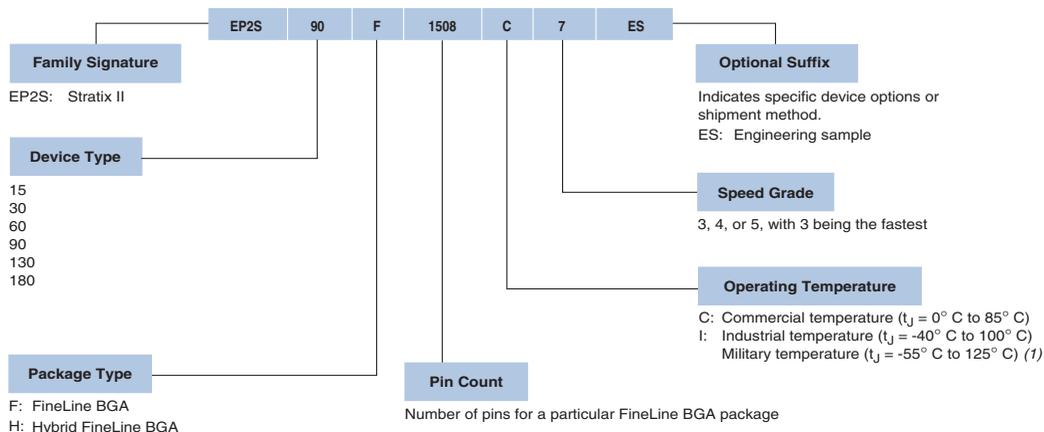 EP2S 90 F 1508 C 7 ES
Family Signature
EP2S: Stratix II
Optional Suffix
Indicates specific device options or
shipment method.
ES: Engineering sample
Device Type
15
30
60
90
130
180
Speed Grade
3, 4, or 5, with 3 being the fastest
Operating Temperature
C: Commercial temperature (tJ = 0° C to 85° C)
I: Industrial temperature (tJ = -40° C to 100° C)
Military temperature (tJ = -55° C to 125° C) (1)
Package Type
F: FineLine BGA
H: Hybrid FineLine BGA
Pin Count
Number of pins for a particular FineLine BGA package